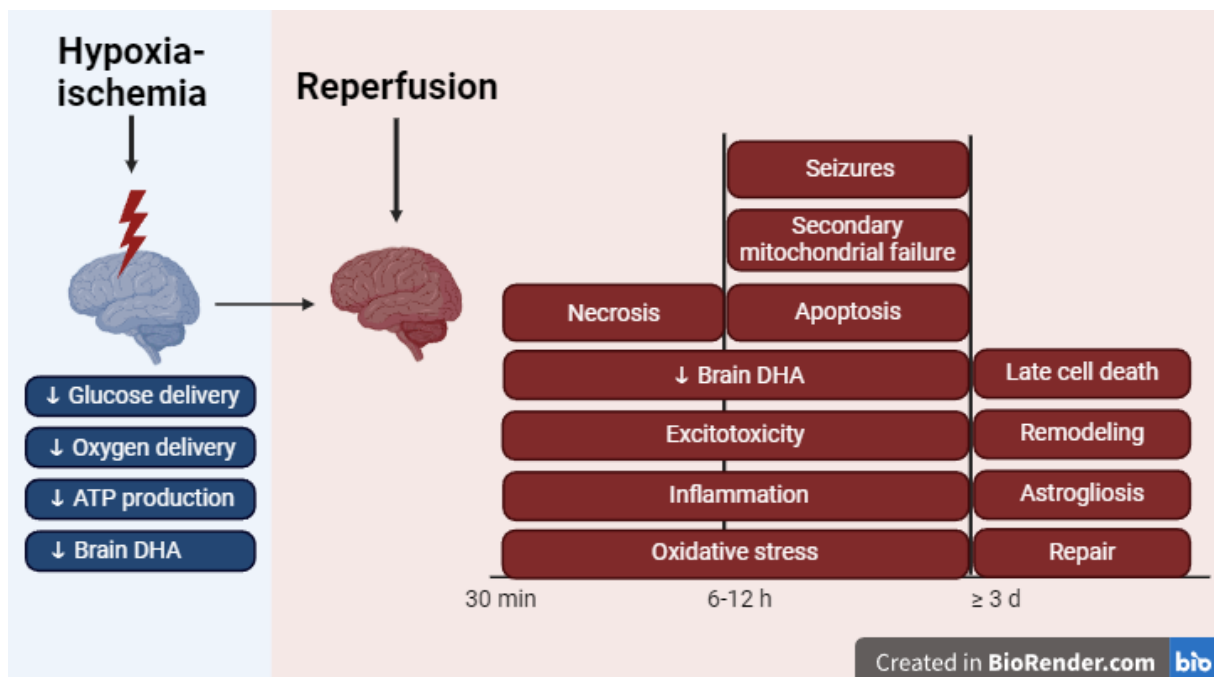 Hypoxia-
ischemia
↓ Glucose delivery
↓ Oxygen delivery
↓ ATP production
↓ Brain DHA
Reperfusion
Seizures
Secondary
mitochondrial failure
Necrosis
Apoptosis
↓ Brain DHA
Late cell death
Excitotoxicity
Remodeling
Inflammation
Astrogliosis
Oxidative stress
Repair
30 min
6-12 h
≥ 3 d
Created in BioRender.com
bio